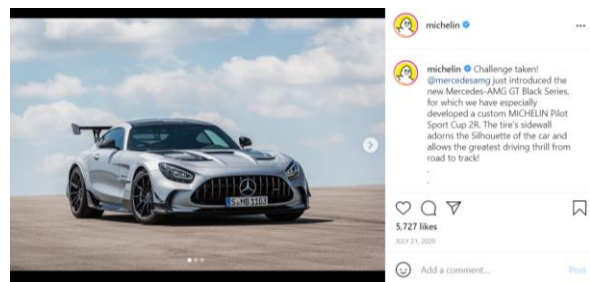 michelin
michelin Challenge taken!
@mercedesamg just introduced the
new Mercedes-AMG GT Black Series,
for which we have especially
developed a custom MICHELIN Pilot
Sport Cup 2R. The tire's sidewall
adorns the Silhouette of the car and
allows the greatest driving thrill from
road to track!
.
.
S MB 1103
5,727 likes
JULY 21, 2020
Add a comment...
Post